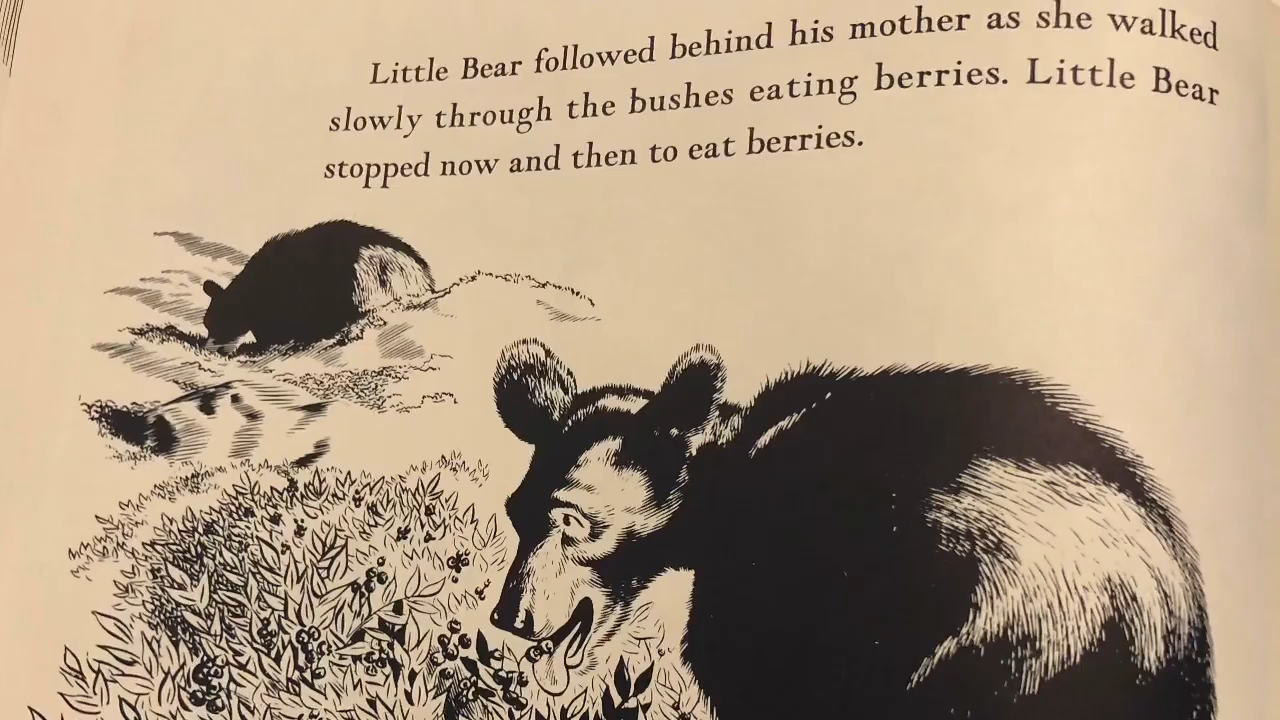 Little Bear followed behind his mother as she walked
slowly through the bushes eating berries. Little Bear
stopped now and then to eat berries.